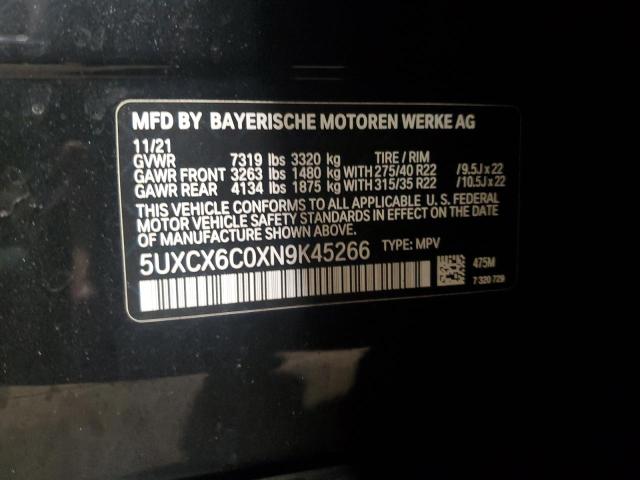 MFD BY BAYERISCHE MOTOREN WERKE AG
11/21
GVWR 7319 lbs 3320 kg TIRE / RIM
GAWR FRONT 3263 lbs 1480 kg WITH 275/40 R22 / 9.5J x 22
GAWR REAR 4134 lbs 1875 kg WITH 315/35 R22 / 10.5J x 22
THIS VEHICLE CONFORMS TO ALL APPLICABLE U. S. FEDERAL
MOTOR VEHICLE SAFETY STANDARDS IN EFFECT ON THE DATE
OF MANUFACTURE SHOWN ABOVE.
5UXCX6C0XN9K45266 TYPE: MPV
475M
7 320 729